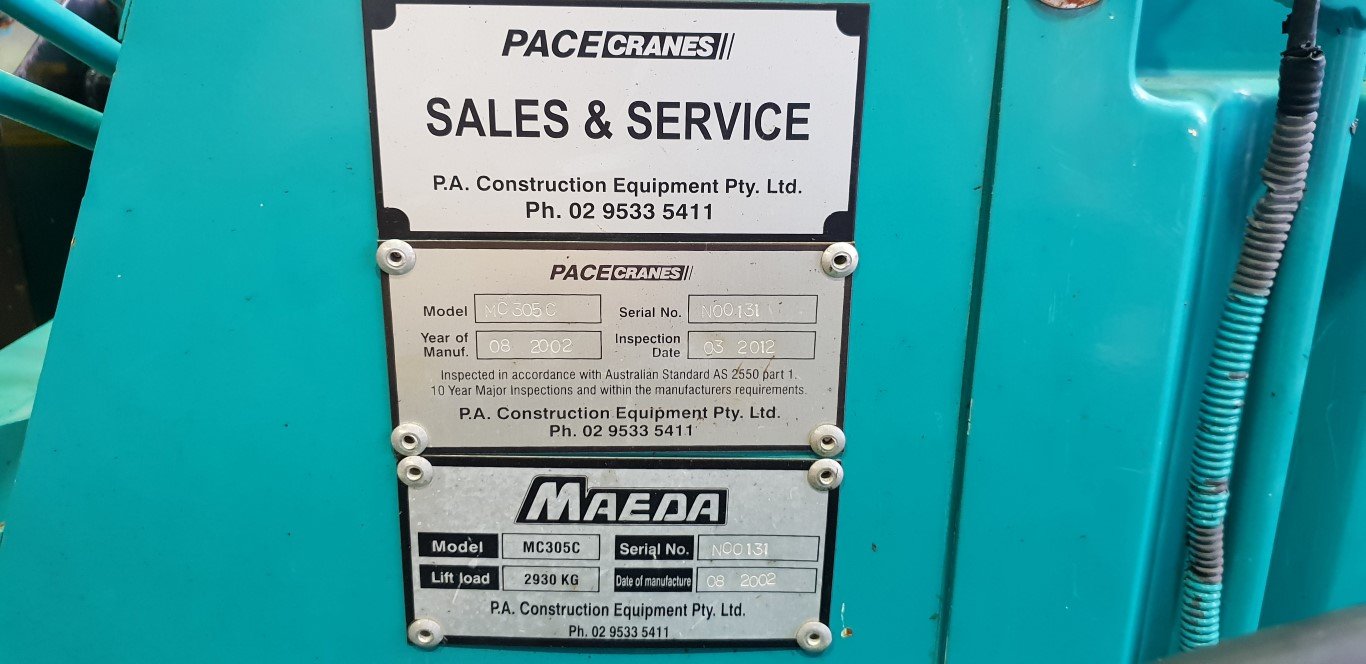 PACE CRANES
SALES & SERVICE
P.A. Construction Equipment Pty. Ltd.
Ph. 02 9533 5411
PACE CRANES
Model MC 305 C Serial No. N00131
Year of Manuf. 08 2002 Inspection Date 03 2012
Inspected in accordance with Australian Standard AS 2550 part 1.
10 Year Major Inspections and within the manufacturers requirements.
P.A. Construction Equipment Pty. Ltd.
Ph. 02 9533 5411
MAEDA
Model MC305C Serial No. N00131
Lift load 2930 KG Date of manufacture 08 2002
P.A. Construction Equipment Pty. Ltd.
Ph. 02 9533 5411